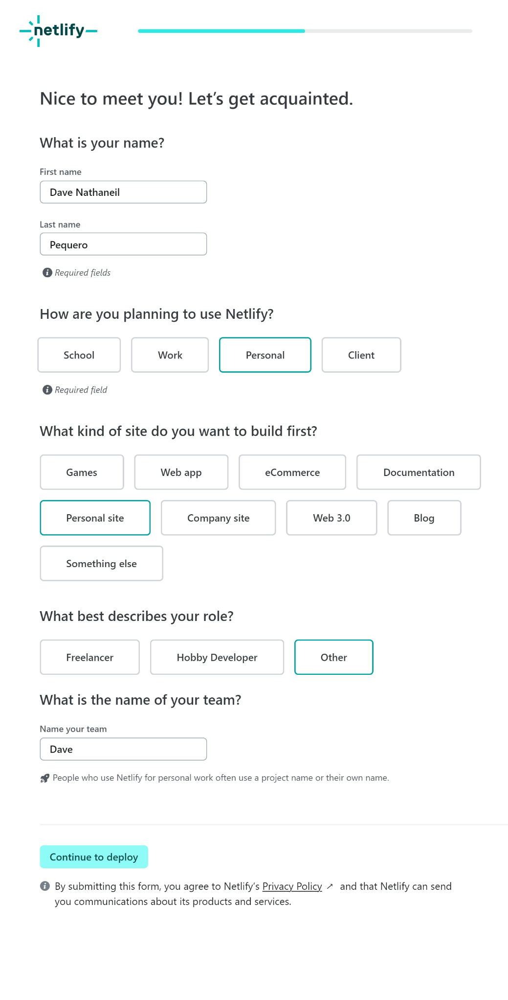 netlify
Nice to meet you! Let’s get acquainted.
What is your name?
First name
Dave Nathaneil
Last name
Pequero
Required fields
How are you planning to use Netlify?
School Work Personal Client
Required field
What kind of site do you want to build first?
Games Web app eCommerce Documentation
Personal site Company site Web 3.0 Blog
Something else
What best describes your role?
Freelancer Hobby Developer Other
What is the name of your team?
Name your team
Dave
People who use Netlify for personal work often use a project name or their own name.
Continue to deploy
By submitting this form, you agree to Netlify’s Privacy Policy ↗ and that Netlify can send
you communications about its products and services.